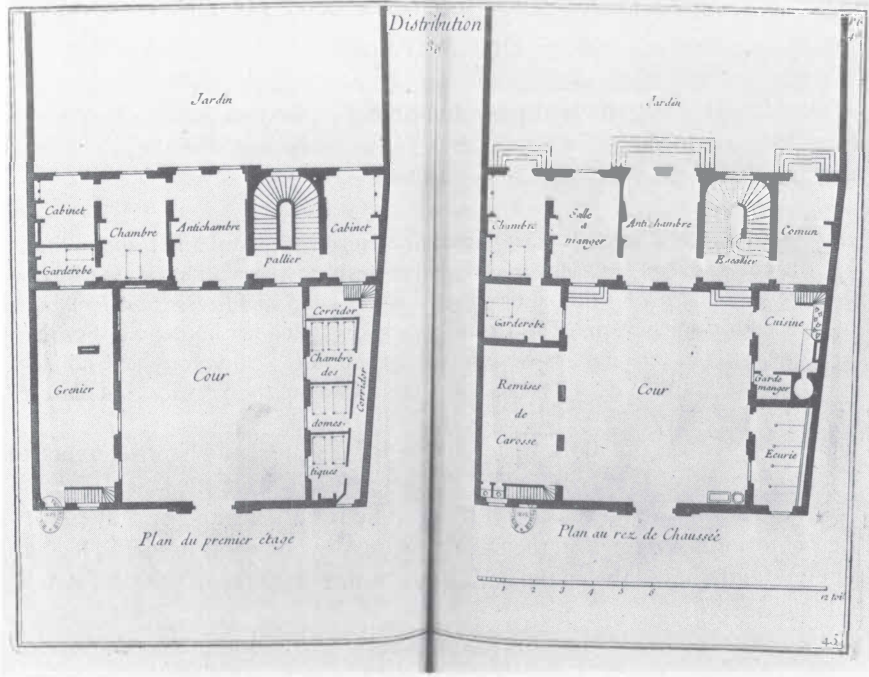 Distribution
Jardin
Cabinet
Chambre
Antichambre
Cabinet
Garderobe
pallier
Grenier
Cour
Corridor
Chambre
des
Corridor
domes-
tiques
Plan du premier etage
Jardin
Chambre
Salle
a
manger
Antichambre
Escallier
Comun
Garderobe
Cuisine
Garde
manger
Remises
de
Carosse
Cour
Ecurie
Plan au rez de Chaussée
1 2 3 4 5 6 12 toi
45